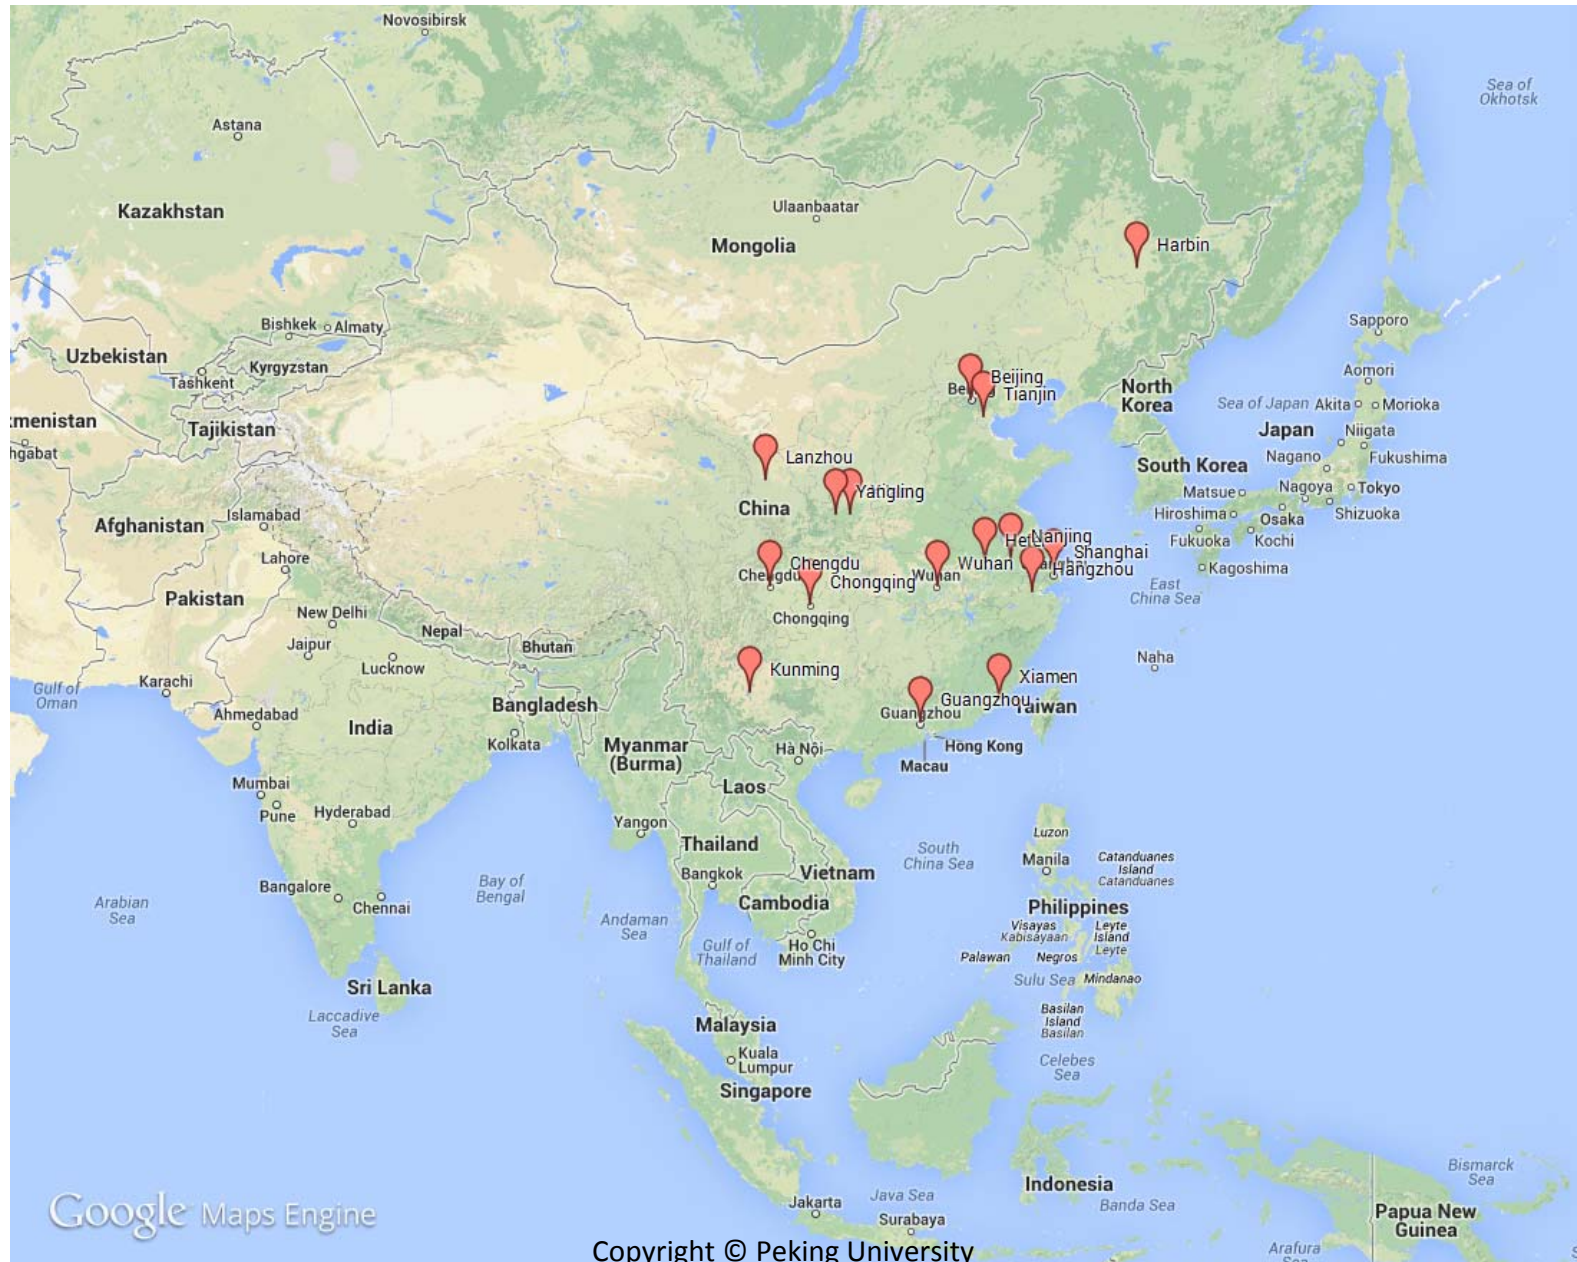 Novosibirsk
Sea of
Okhotsk
Astana
Kazakhstan
Ulaanbaatar
Mongolia
Harbin
Bishkek
Almaty
Sapporo
Uzbekistan
Kyrgyzstan
Tashkent
Aomori
Beijing
Tianjin
North
Korea
Sea of Japan
Akita
Morioka
kmenistan
Tajikistan
Japan
Niigata
hgabat
Lanzhou
Nagano
Fukushima
South Korea
China
Yangling
Matsue
Nagoya
Tokyo
Afghanistan
Islamabad
Hiroshima
Osaka
Shizuoka
Nanjing
Fukuoka
Kochi
Lahore
Chengdu
Chengdu
Chongqing
Chongqing
Wuhan
Wuhan
Shanghai
Hangzhou
Kagoshima
East
China Sea
Pakistan
New Delhi
Jaipur
Nepal
Bhutan
Lucknow
Kunming
Xiamen
Naha
Gulf of
Oman
Karachi
Bangladesh
Guangzhou
Guangzhou
Taiwan
Ahmedabad
India
Kolkata
Myanmar
(Burma)
Hà Nội
Hong Kong
Macau
Laos
Mumbai
Pune
Hyderabad
Yangon
Thailand
Bangkok
Vietnam
Cambodia
South
China Sea
Luzon
Manila
Catanduanes
Island
Catanduanes
Bangalore
Chennai
Bay of
Bengal
Arabian
Sea
Andaman
Sea
Gulf of
Thailand
Ho Chi
Minh City
Philippines
Visayas
Kabisayaan
Leyte
Island
Leyte
Palawan
Negros
Sulu Sea
Mindanao
Sri Lanka
Laccadive
Sea
Basilan
Island
Basilan
Malaysia
Kuala
Lumpur
Singapore
Celebes
Sea
Indonesia
Bismarck
Sea
Jakarta
Java Sea
Surabaya
Banda Sea
Papua New
Guinea
Arafura
Google Maps Engine
Copyright © Peking University